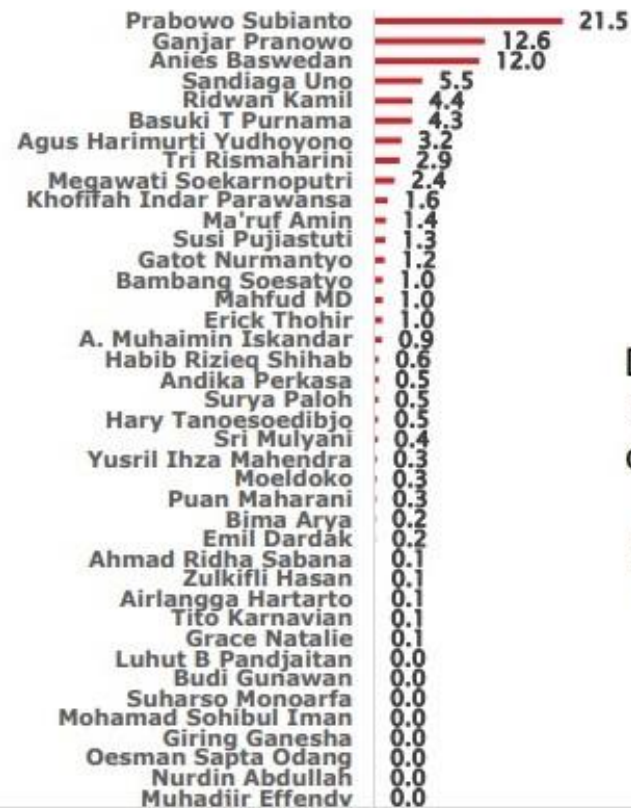 Prabowo Subianto 21.5
Ganjar Pranowo 12.6
Anies Baswedan 12.0
Sandiaga Uno 5.5
Ridwan Kamil 4.4
Basuki T Purnama 4.3
Agus Harimurti Yudhoyono 3.2
Tri Rismaharini 2.9
Megawati Soekarnoputri 2.4
Khofifah Indar Parawansa 1.6
Ma'ruf Amin 1.4
Susi Pujiastuti 1.3
Gatot Nurmantyo 1.2
Bambang Soesatyo 1.0
Mahfud MD 1.0
Erick Thohir 1.0
A. Muhaimin Iskandar 0.9
Habib Rizieq Shihab 0.6
Andika Perkasa 0.5
Surya Paloh 0.5
Hary Tanoesoedibjo 0.5
Sri Mulyani 0.4
Yusril Ihza Mahendra 0.3
Moeldoko 0.3
Puan Maharani 0.3
Bima Arya 0.2
Emil Dardak 0.2
Ahmad Ridha Sabana 0.1
Zulkifli Hasan 0.1
Airlangga Hartarto 0.1
Tito Karnavian 0.1
Grace Natalie 0.1
Luhut B Pandjaitan 0.0
Budi Gunawan 0.0
Suharso Monoarfa 0.0
Mohamad Sohibul Iman 0.0
Giring Ganesha 0.0
Oesman Sapta Odang 0.0
Nurdin Abdullah 0.0
Muhadjir Effendy 0.0